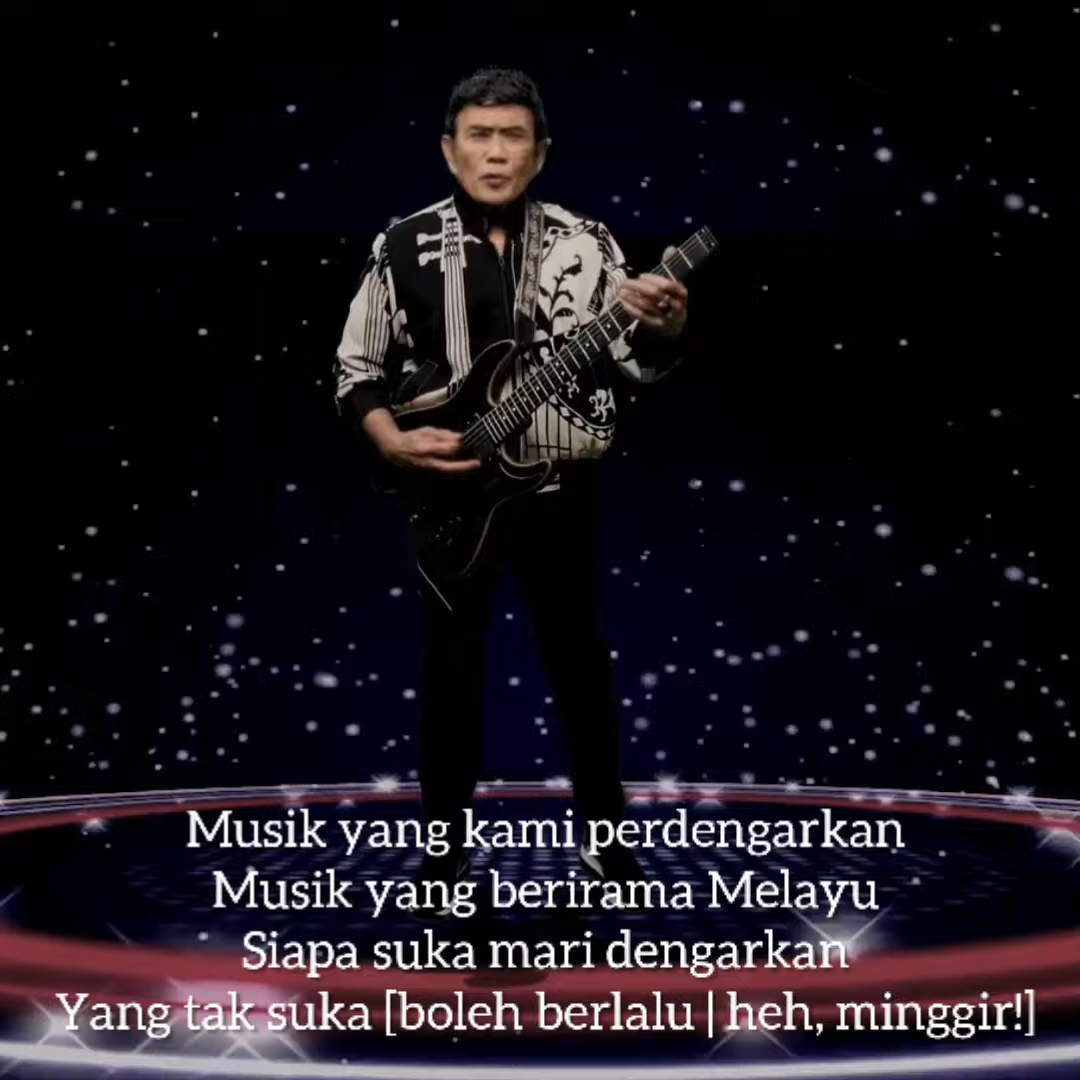 Musik yang kami perdengarkan
Musik yang berirama Melayu
Siapa suka mari dengarkan
Yang tak suka [boleh berlalu | heh, minggir!]